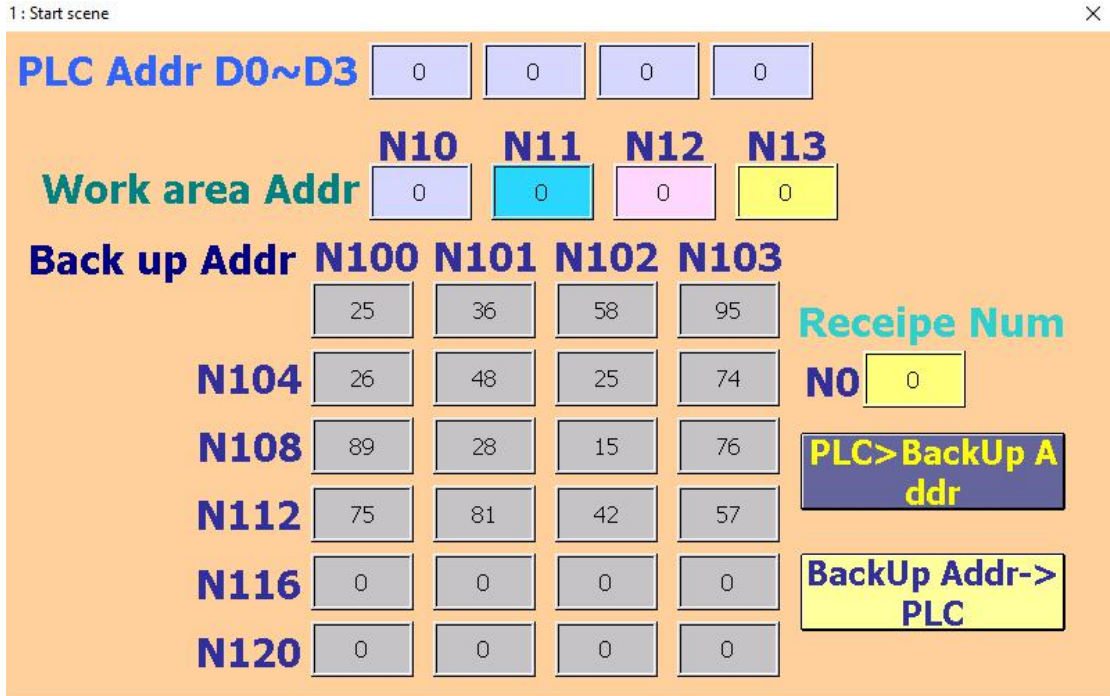 1 : Start scene
PLC Addr D0~D3 0 0 0 0
N10 N11 N12 N13
Work area Addr 0 0 0 0
Back up Addr N100 N101 N102 N103
25 36 58 95
Receipe Num
N104 26 48 25 74
N0 0
N108 89 28 15 76
PLC>BackUp A
ddr
N112 75 81 42 57
N116 0 0 0 0
BackUp Addr->
PLC
N120 0 0 0 0